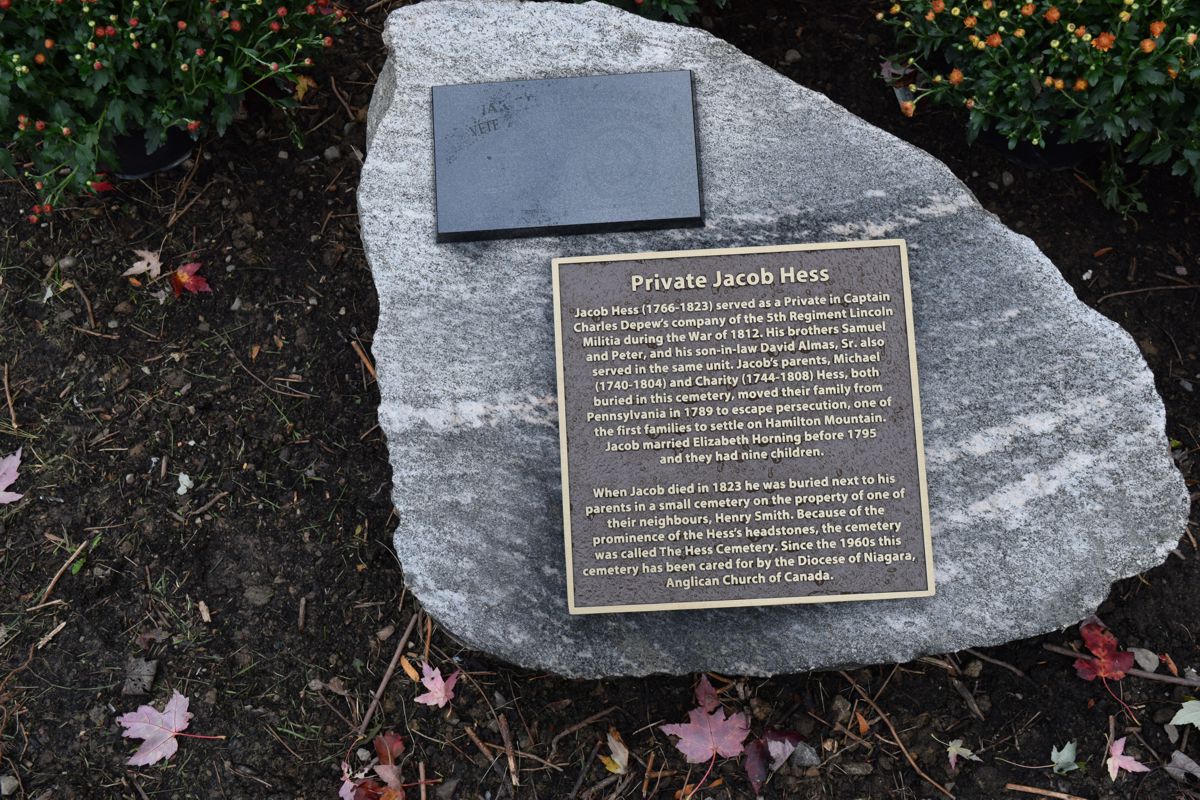 JA
VETE
Private Jacob Hess
Jacob Hess (1766-1823) served as a Private in Captain
Charles Depew's company of the 5th Regiment Lincoln
Militia during the War of 1812. His brothers Samuel
and Peter, and his son-in-law David Almas, Sr. also
served in the same unit. Jacob's parents, Michael
(1740-1804) and Charity (1744-1808) Hess, both
buried in this cemetery, moved their family from
Pennsylvania in 1789 to escape persecution, one of
the first families to settle on Hamilton Mountain.
Jacob married Elizabeth Horning before 1795
and they had nine children.
When Jacob died in 1823 he was buried next to his
parents in a small cemetery on the property of one of
their neighbours, Henry Smith. Because of the
prominence of the Hess's headstones, the cemetery
was called The Hess Cemetery. Since the 1960s this
cemetery has been cared for by the Diocese of Niagara,
Anglican Church of Canada.